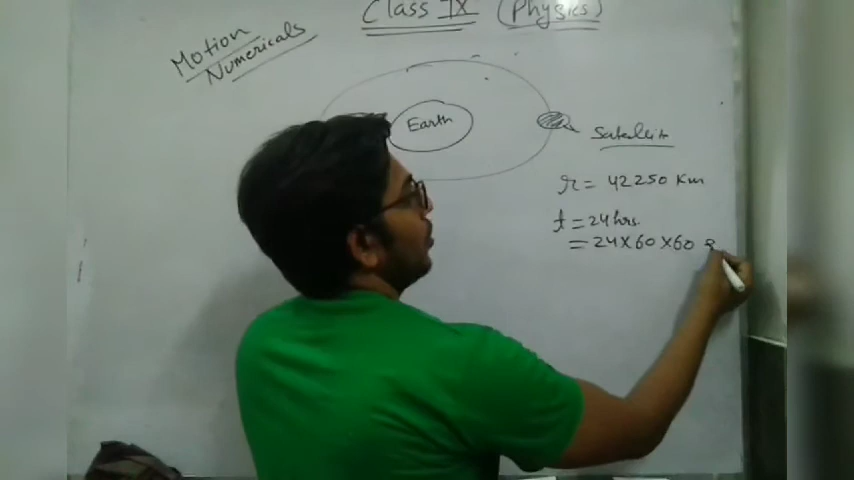 Class IX (Physics)
Motion
Numericals
Earth
Satellite
r = 42250 Km
t = 24 hrs.
= 24×60×60 s